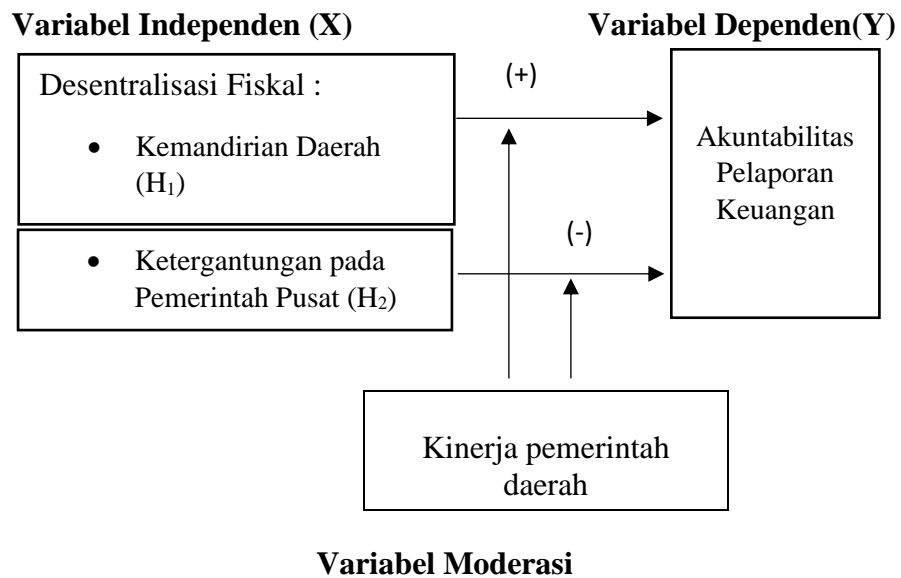 Variabel Independen (X)
Variabel Dependen(Y)
Desentralisasi Fiskal :
• Kemandirian Daerah
(H₁)
• Ketergantungan pada
Pemerintah Pusat (H₂)
(+)
(-)
Akuntabilitas
Pelaporan
Keuangan
Kinerja pemerintah
daerah
Variabel Moderasi